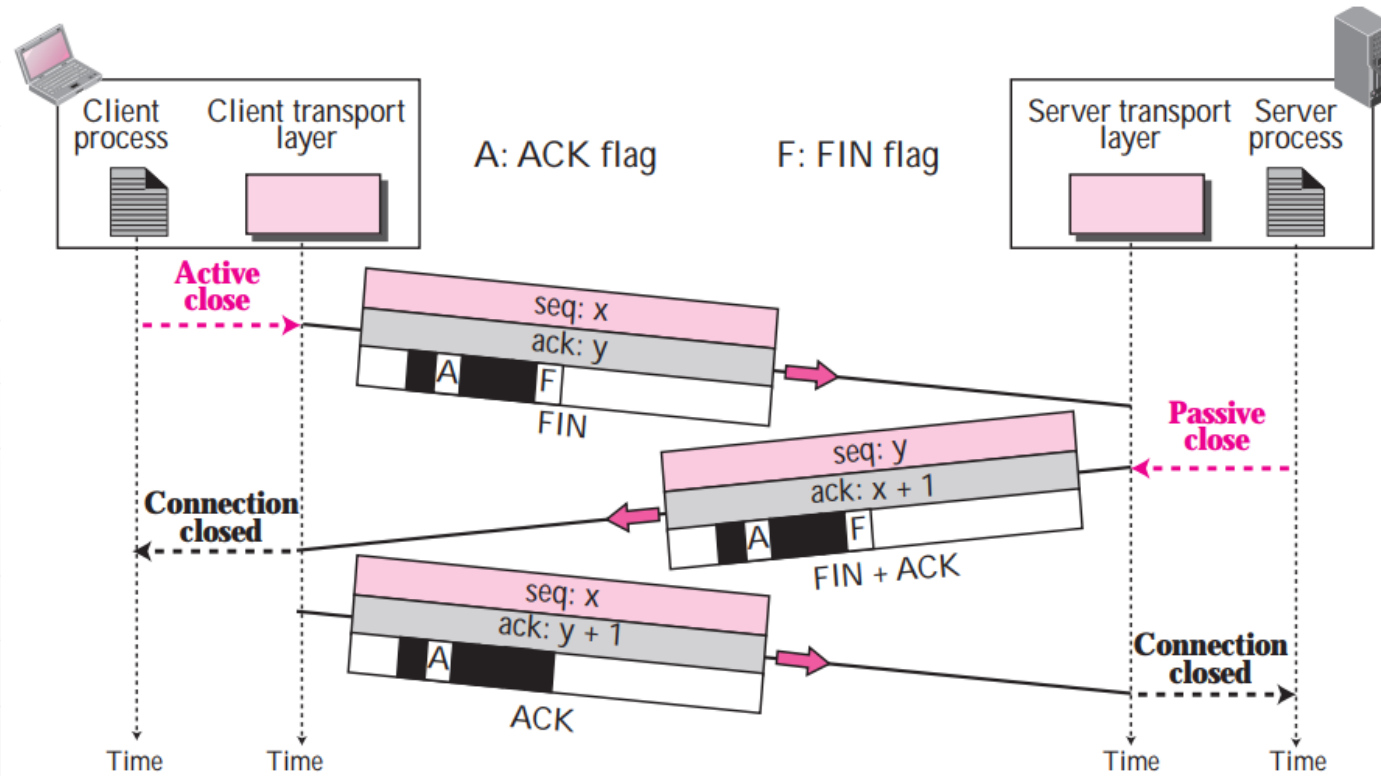 Client
process
Client transport
layer
A: ACK flag
F: FIN flag
Server transport
layer
Server
process
Active
close
seq: x
ack: y
A
F
FIN
Passive
close
seq: y
ack: x + 1
A
F
FIN + ACK
Connection
closed
seq: x
ack: y + 1
A
ACK
Connection
closed
Time
Time
Time
Time